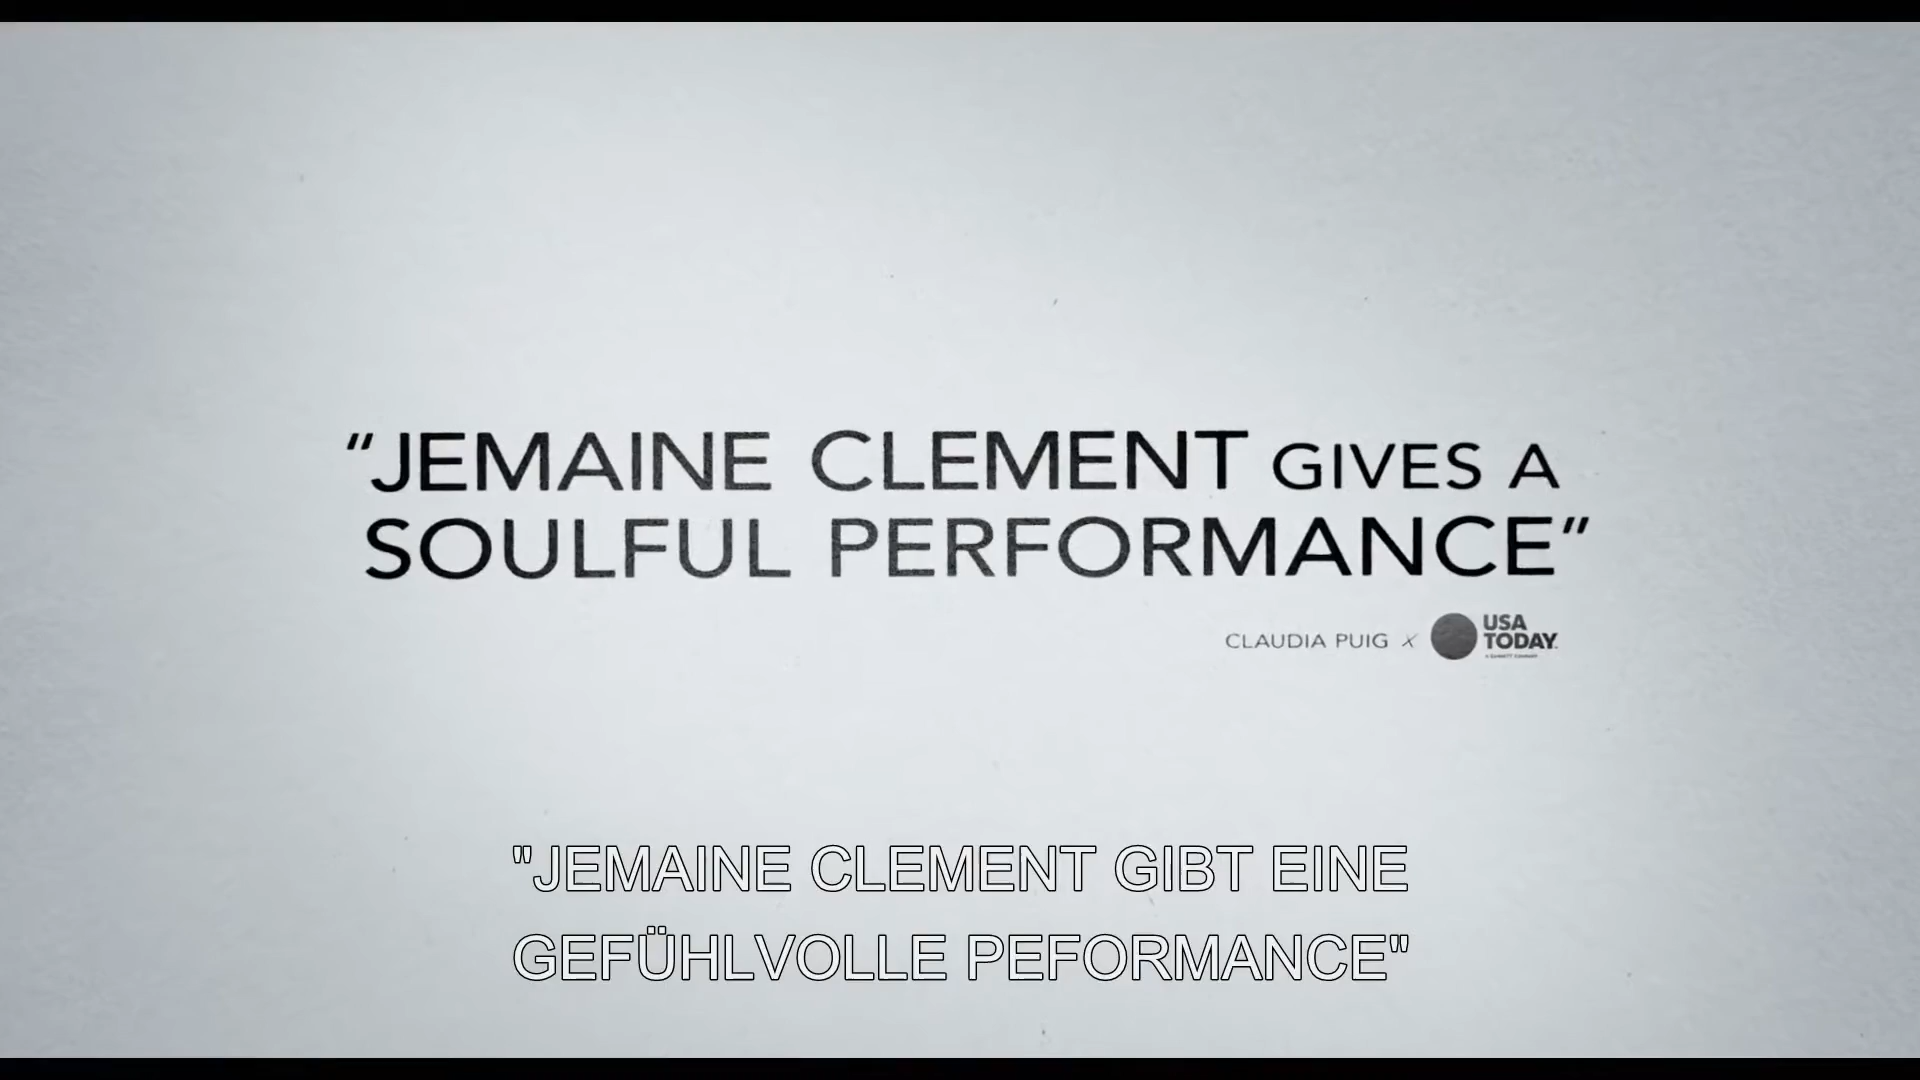 “JEMAINE CLEMENT GIVES A
SOULFUL PERFORMANCE”
CLAUDIA PUIG X USA TODAY
"JEMAINE CLEMENT GIBT EINE
GEFÜHLVOLLE PEFORMANCE"